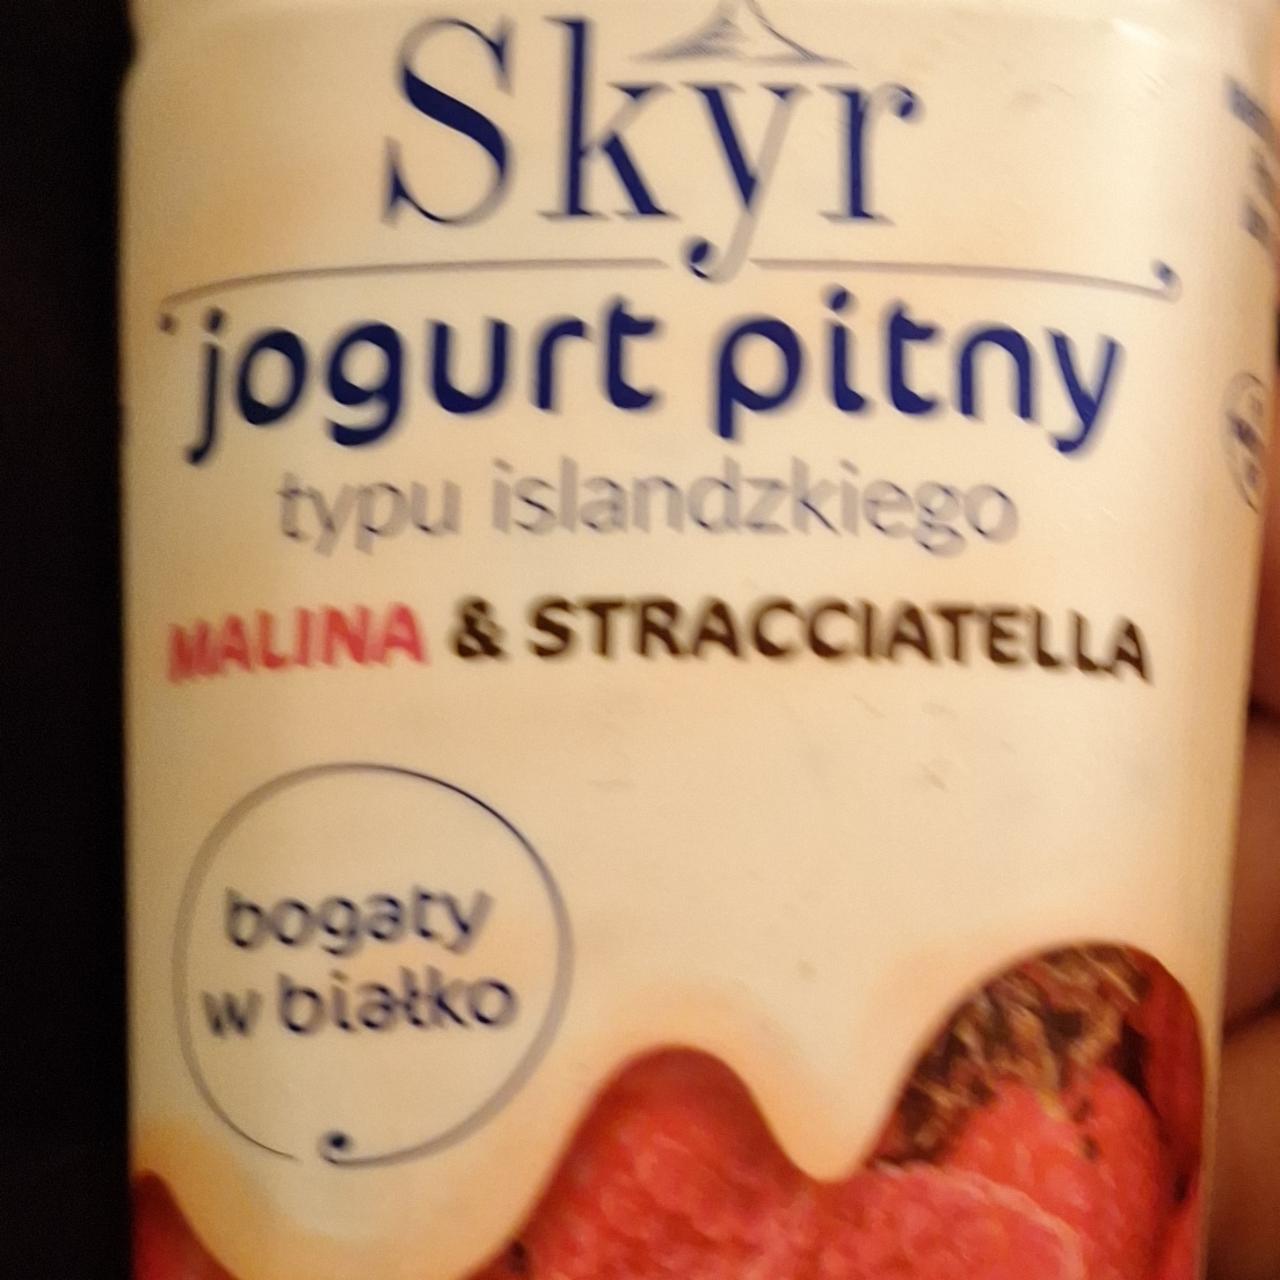 Skyr
jogurt pitny
typu islandzkiego
MALINA & STRACCIATELLA
bogaty
w białko